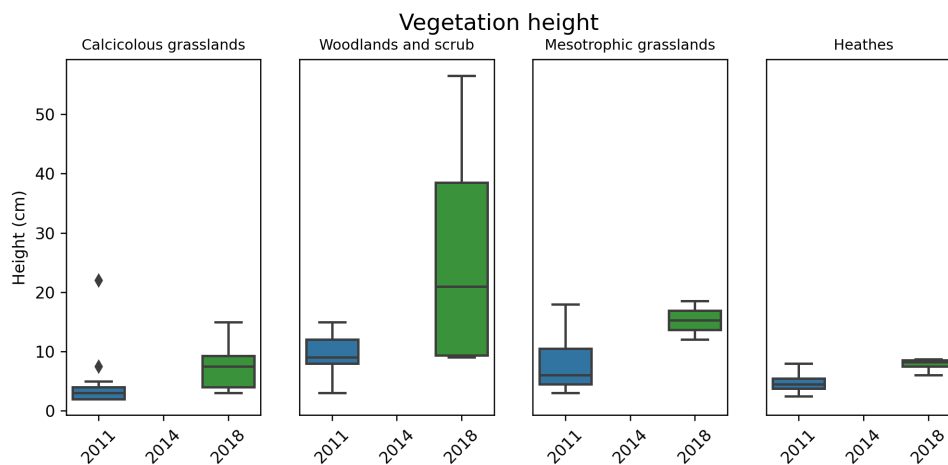 Vegetation height
Calcicolous grasslands
Woodlands and scrub
Mesotrophic grasslands
Heathes
Height (cm)
50
40
30
20
10
0
2011 2014 2018
2011 2014 2018
2011 2014 2018
2011 2014 2018